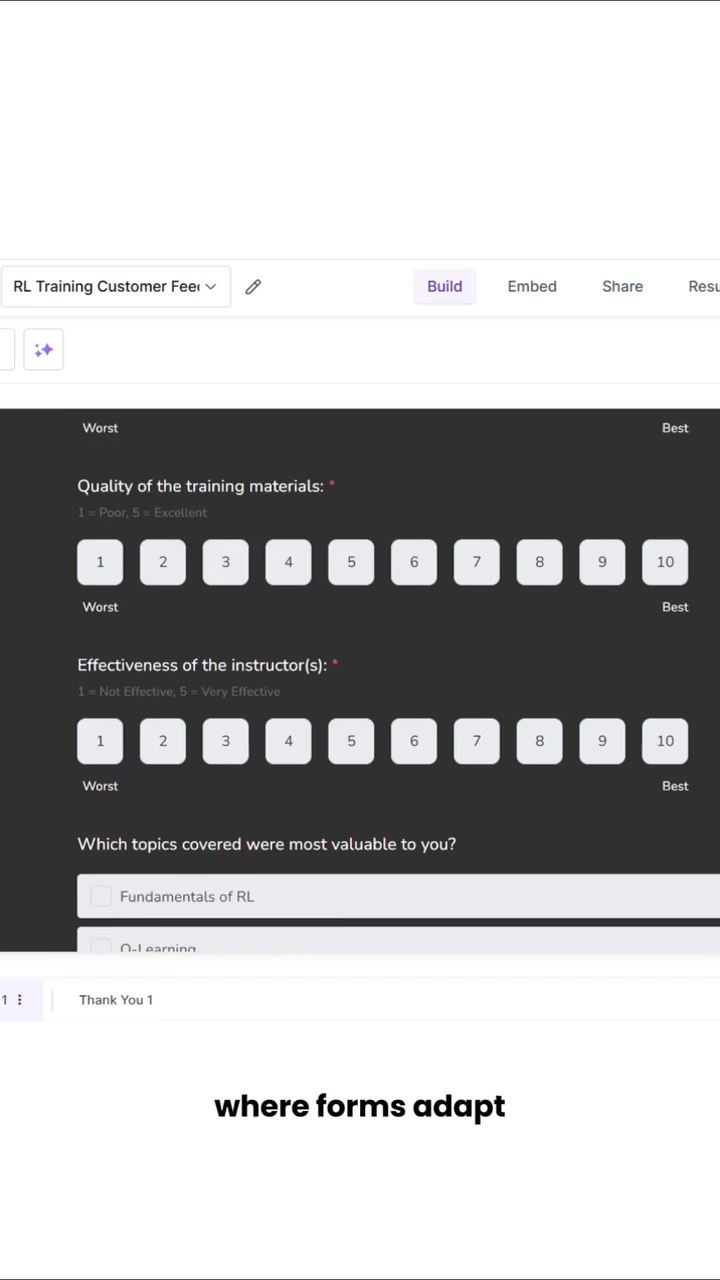 RL Training Customer Fee
Build
Embed
Share
Worst
Best
Quality of the training materials: *
1 = Poor, 5 = Excellent
1 2 3 4 5 6 7 8 9 10
Worst
Best
Effectiveness of the instructor(s): *
1 = Not Effective, 5 = Very Effective
1 2 3 4 5 6 7 8 9 10
Worst
Best
Which topics covered were most valuable to you?
Fundamentals of RL
Q-Learning
1
Thank You 1
where forms adapt